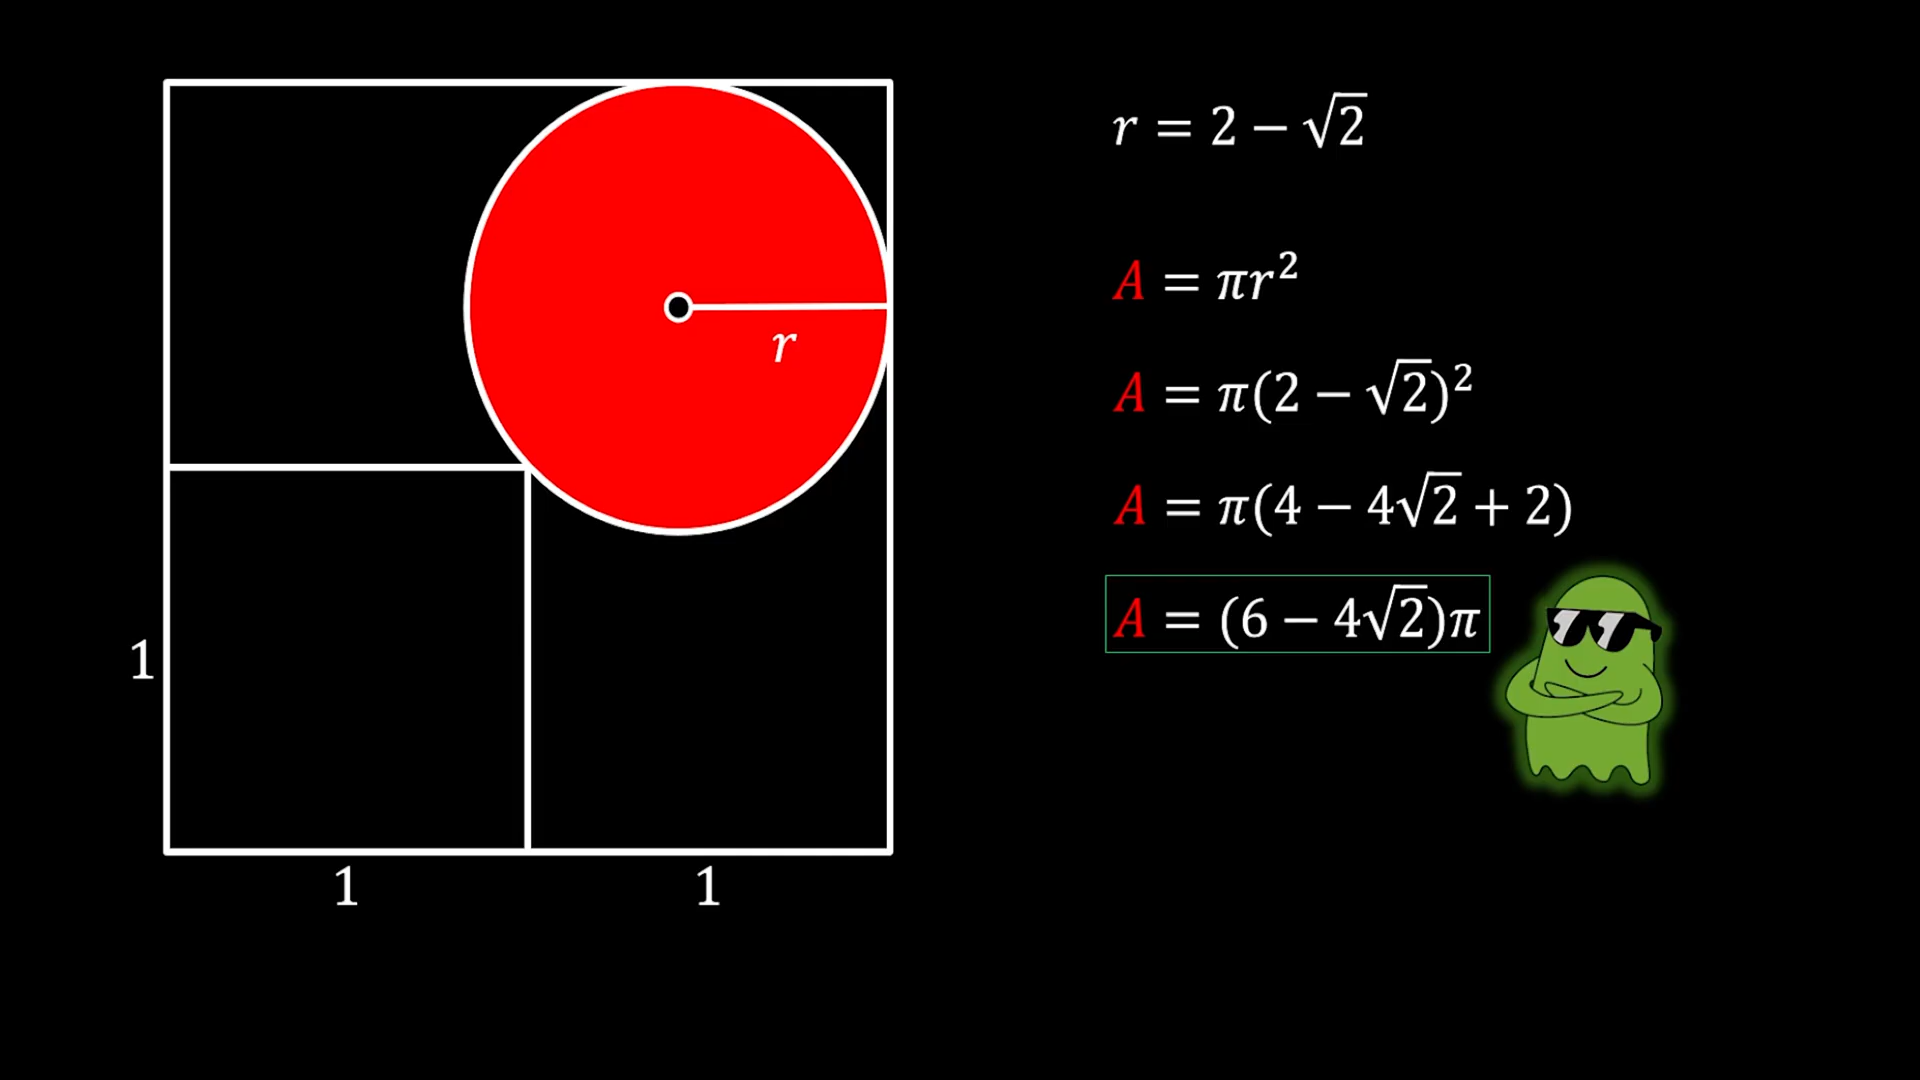 r = 2 − √2
A = πr²
r
A = π(2 − √2)²
A = π(4 − 4√2 + 2)
A = (6 − 4√2)π
1
1
1